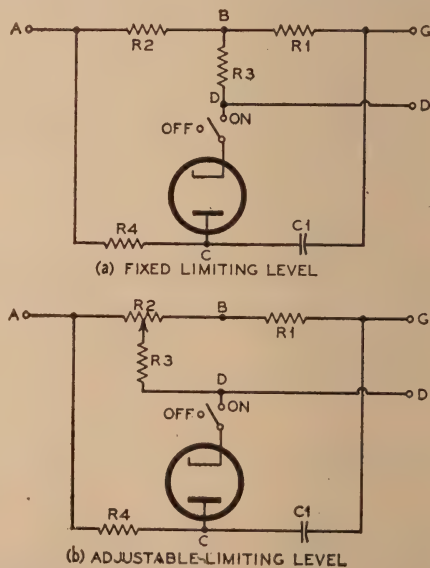 A B G
R2 R1
R3
D D
ON
OFF
R4 C1
C
(a) FIXED LIMITING LEVEL
R2 B
A G
R1
R3
D
D
OFF ON
R4 C1
C
(b) ADJUSTABLE LIMITING LEVEL